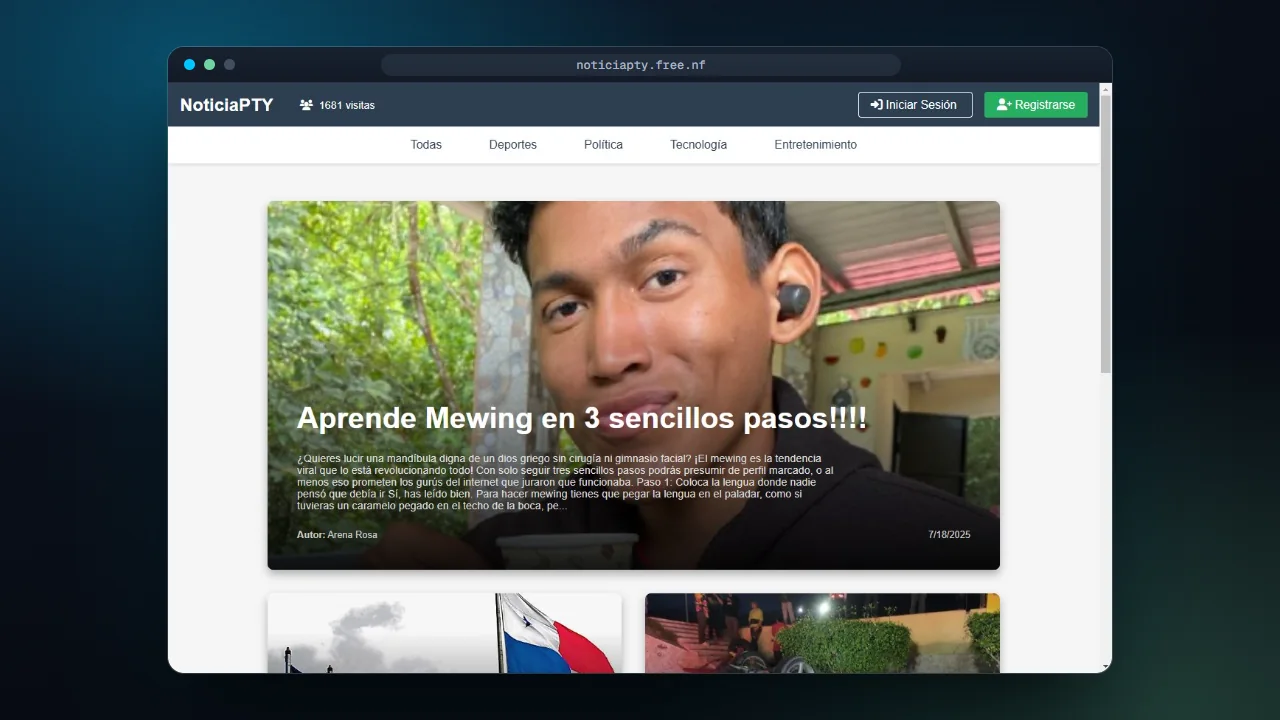 noticiapty.free.nf
NoticiaPTY
1681 visitas
Iniciar Sesión
Registrarse
Todas
Deportes
Política
Tecnología
Entretenimiento
Aprende Mewing en 3 sencillos pasos!!!!
¿Quieres lucir una mandíbula digna de un dios griego sin cirugía ni gimnasio facial? ¡El mewing es la tendencia
viral que lo está revolucionando todo! Con solo seguir tres sencillos pasos podrás presumir de perfil marcado, o al
menos eso prometen los gurús del internet que juraron que funcionaba. Paso 1: Coloca la lengua donde nadie
pensó que debía ir Sí, has leído bien. Para hacer mewing tienes que pegar la lengua en el paladar, como si
tuvieras un caramelo pegado en el techo de la boca, pe...
Autor: Arena Rosa
7/18/2025